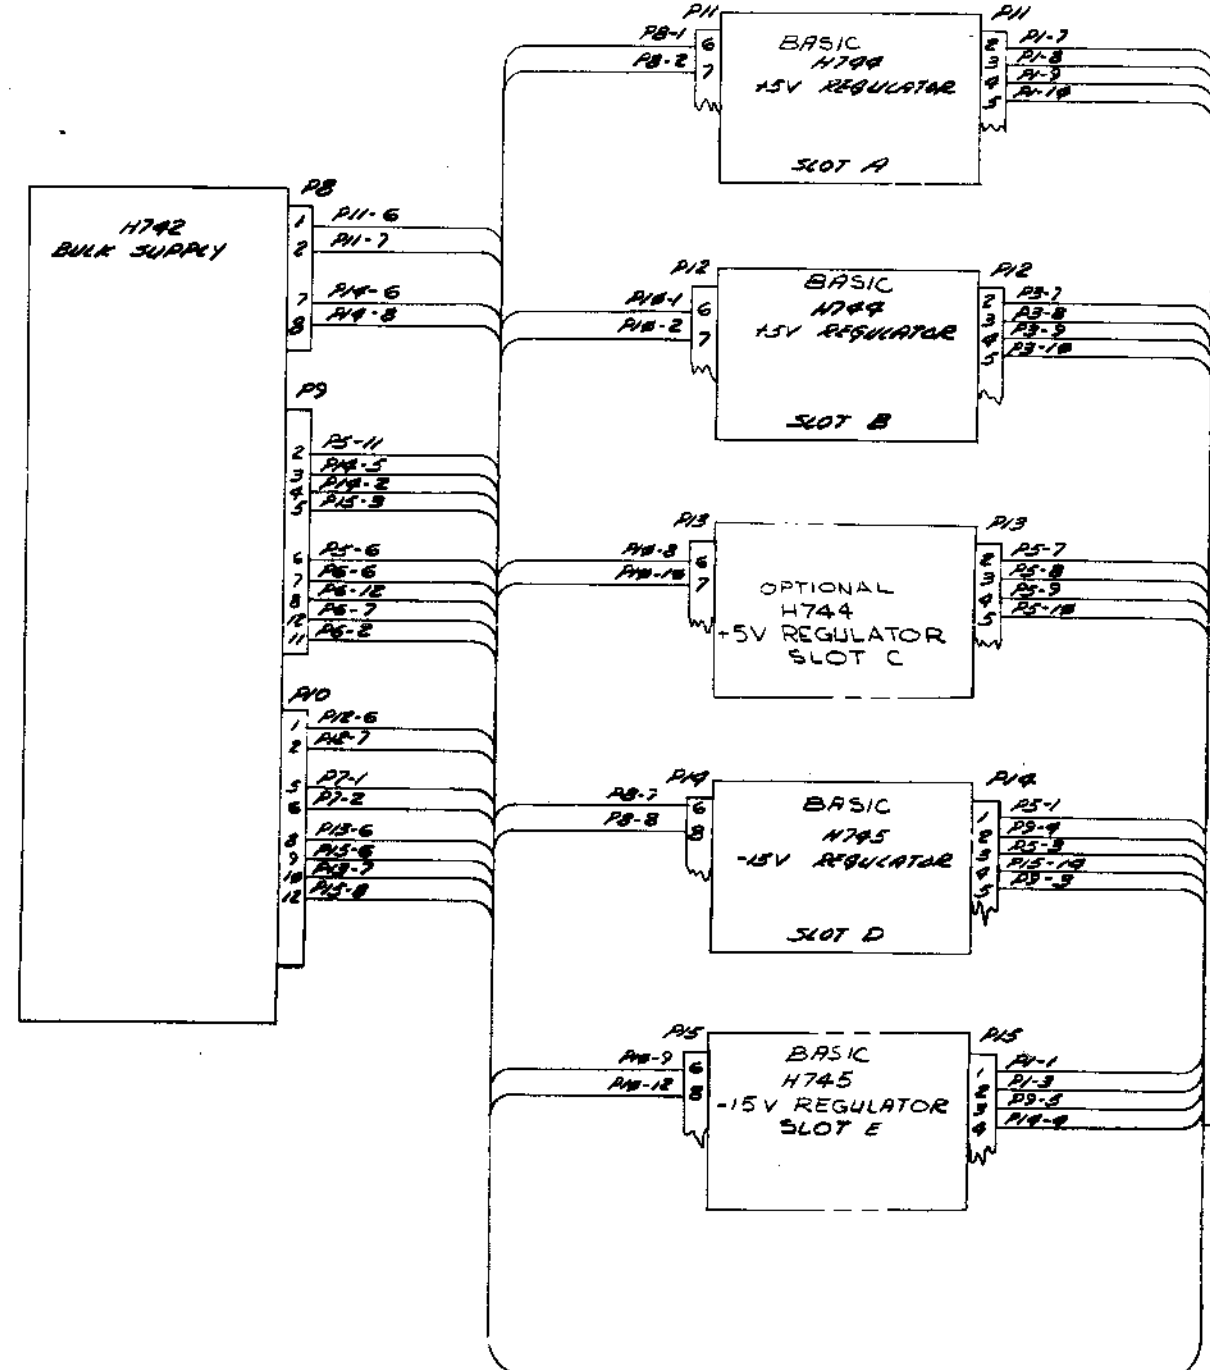 H742
BULK SUPPLY
P8
1 P11-6
2 P11-7
7 P14-6
8 P14-8
P9
2 P5-11
3 P14-5
4 P14-2
5 P15-3
6 P5-6
7 P6-6
8 P6-12
P6-7
11 P6-2
P10
1 P12-6
2 P12-7
5 P7-1
6 P7-2
8 P13-6
9 P15-6
10 P13-7
12 P15-8
P11 P11
P8-1 6
P8-2 7
BASIC
H744
+5V REGULATOR
SLOT A
2 P1-7
3 P1-8
4 P1-9
5 P1-10
P12 P12
P10-1 6
P10-2 7
BASIC
H744
+5V REGULATOR
SLOT B
2 P3-7
3 P3-8
4 P3-9
5 P3-10
P13 P13
P10-8 6
P10-10 7
OPTIONAL
H744
+5V REGULATOR
SLOT C
2 P5-7
3 P5-8
4 P5-9
5 P5-10
P14 P14
P8-7 6
P8-8 8
BASIC
H745
-15V REGULATOR
SLOT D
1 P5-1
2 P9-4
3 P5-3
4 P15-14
5 P9-3
P15 P15
P10-9 6
P10-12 8
BASIC
H745
-15V REGULATOR
SLOT E
1 P1-1
2 P1-3
3 P9-5
4 P14-4